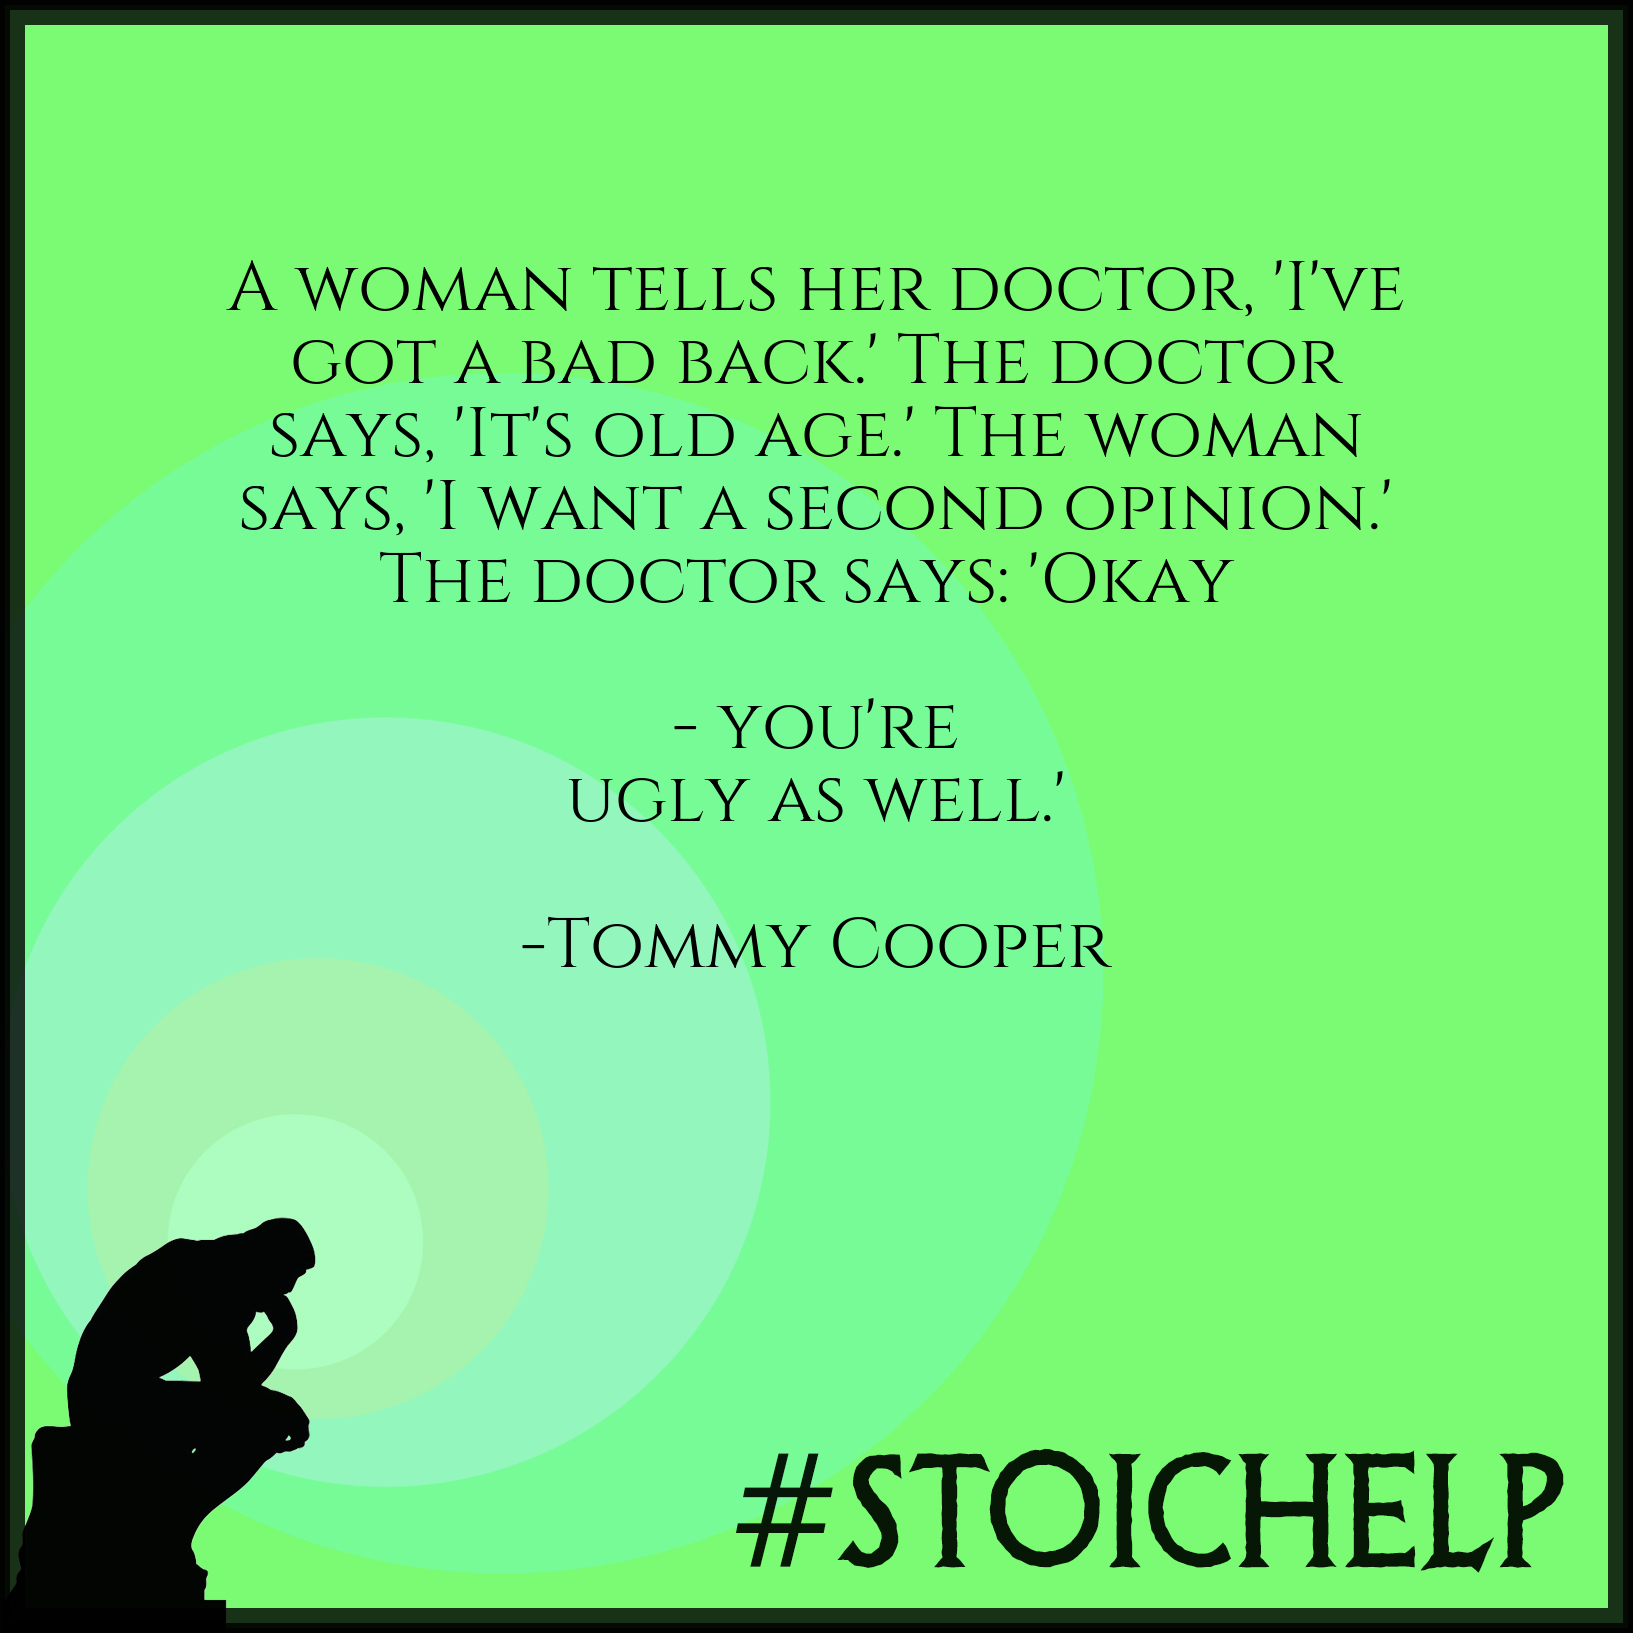 A woman tells her doctor, 'I've
got a bad back.' The doctor
says, 'It's old age.' The woman
says, 'I want a second opinion.'
The doctor says: 'Okay
- you're
ugly as well.'
-Tommy Cooper
#STOICHELP